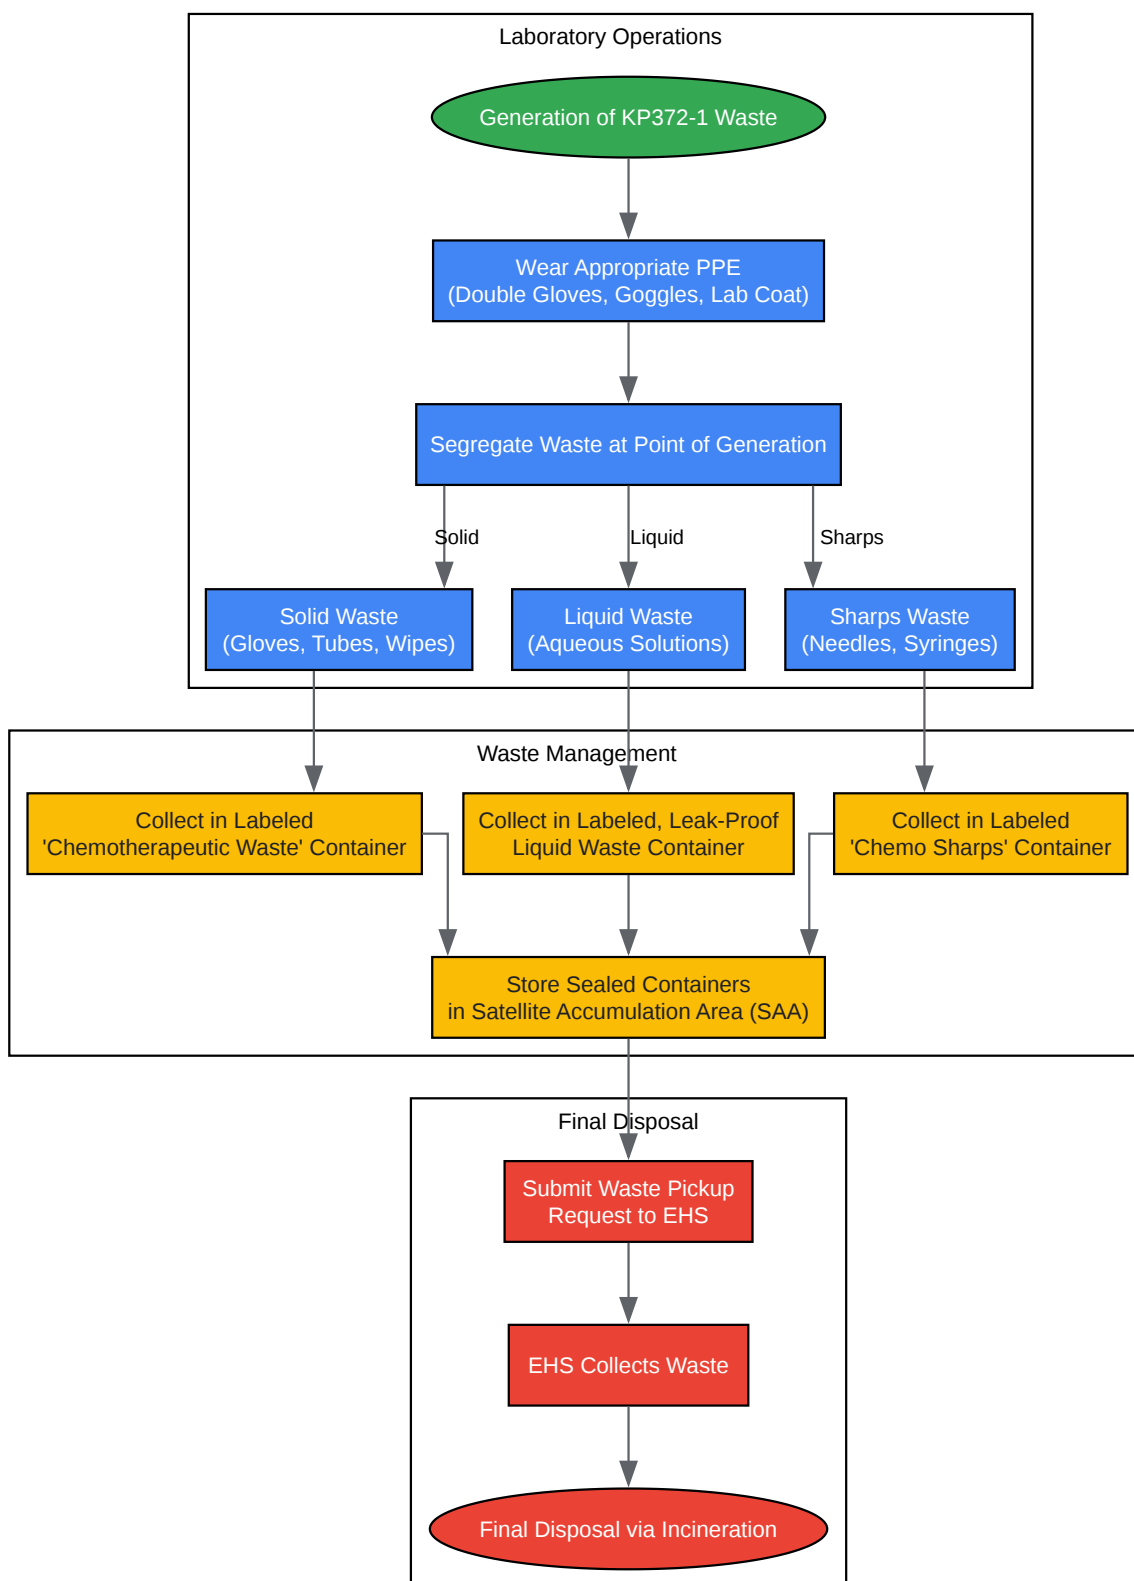 Laboratory Operations
Generation of KP372-1 Waste
Wear Appropriate PPE
(Double Gloves, Goggles, Lab Coat)
Segregate Waste at Point of Generation
Solid
Liquid
Sharps
Solid Waste
(Gloves, Tubes, Wipes)
Liquid Waste
(Aqueous Solutions)
Sharps Waste
(Needles, Syringes)
Waste Management
Collect in Labeled
'Chemotherapeutic Waste' Container
Collect in Labeled, Leak-Proof
Liquid Waste Container
Collect in Labeled
'Chemo Sharps' Container
Store Sealed Containers
in Satellite Accumulation Area (SAA)
Final Disposal
Submit Waste Pickup
Request to EHS
EHS Collects Waste
Final Disposal via Incineration